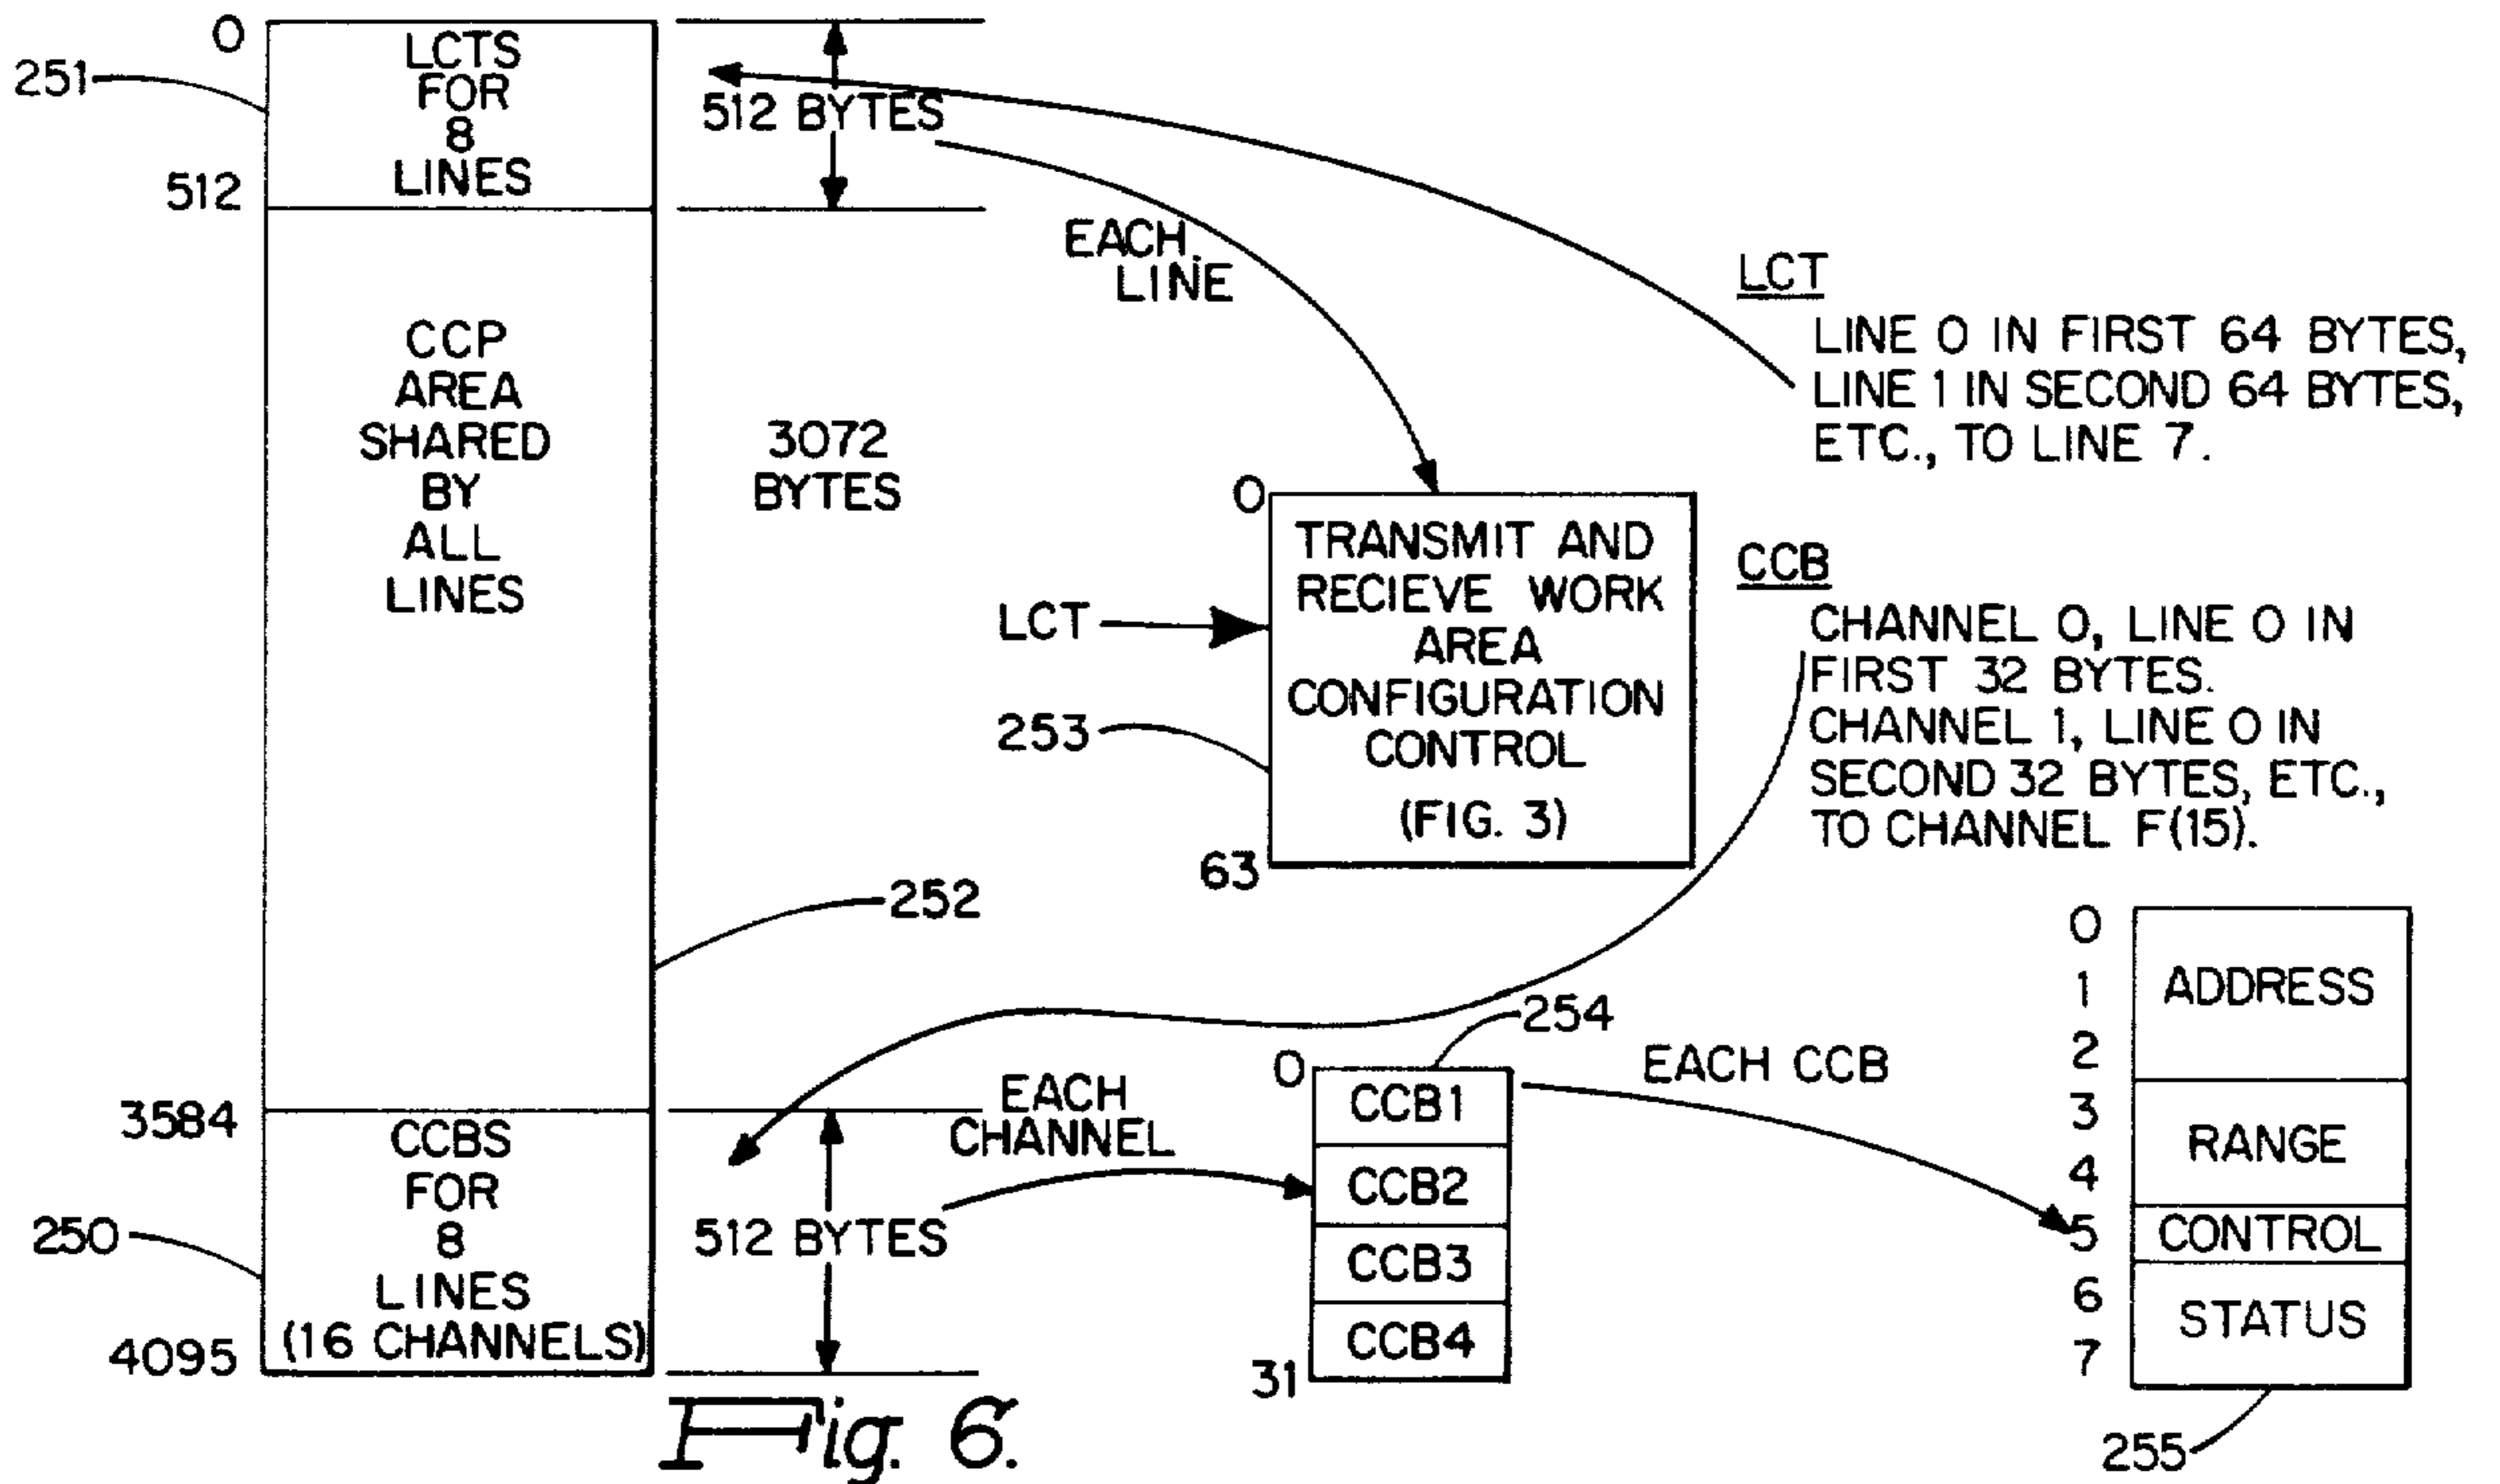 0
251
LCTS
FOR
8
LINES
512
512 BYTES
EACH
LINE
CCP
AREA
SHARED
BY
ALL
LINES
3072
BYTES
252
3584
CCBS
FOR
8
LINES
(16 CHANNELS)
250
4095
512 BYTES
EACH
CHANNEL
LCT
LINE 0 IN FIRST 64 BYTES,
LINE 1 IN SECOND 64 BYTES,
ETC., TO LINE 7.
0
TRANSMIT AND
RECIEVE WORK
AREA
CONFIGURATION
CONTROL
(FIG. 3)
LCT
253
63
CCB
CHANNEL 0, LINE 0 IN
FIRST 32 BYTES.
CHANNEL 1, LINE 0 IN
SECOND 32 BYTES, ETC.,
TO CHANNEL F(15).
254
0
CCB1
CCB2
CCB3
CCB4
31
EACH CCB
0
1
2
ADDRESS
3
4
RANGE
5
CONTROL
6
7
STATUS
255
Fig. 6.